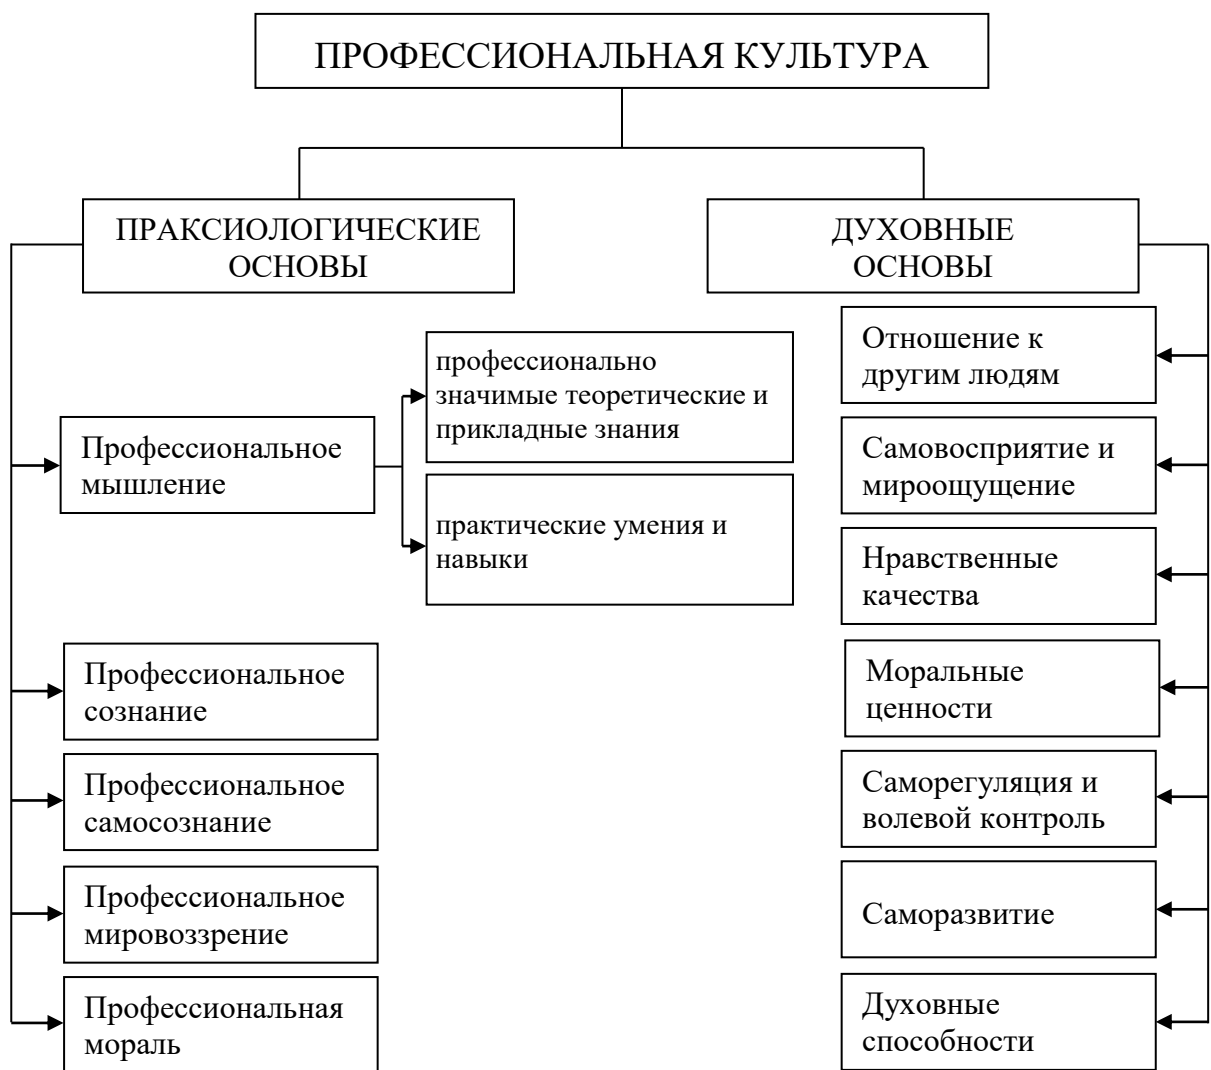 ПРОФЕССИОНАЛЬНАЯ КУЛЬТУРА
ПРАКСИОЛОГИЧЕСКИЕ
ОСНОВЫ
ДУХОВНЫЕ
ОСНОВЫ
Профессиональное
мышление
профессионально
значимые теоретические и
прикладные знания
практические умения и
навыки
Профессиональное
сознание
Профессиональное
самосознание
Профессиональное
мировоззрение
Профессиональная
мораль
Отношение к
другим людям
Самовосприятие и
мироощущение
Нравственные
качества
Моральные
ценности
Саморегуляция и
волевой контроль
Саморазвитие
Духовные
способности